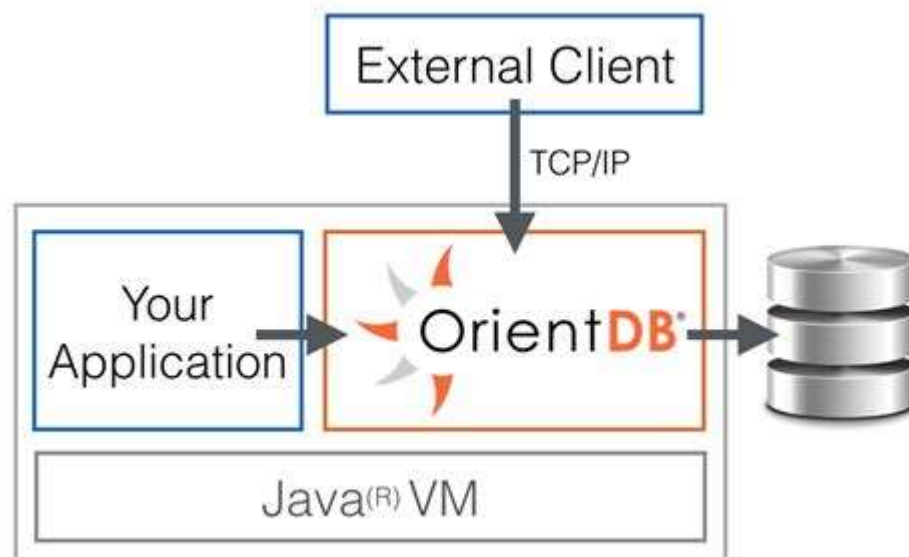 External Client
TCP/IP
Your
Application
OrientDB®
Java(R) VM